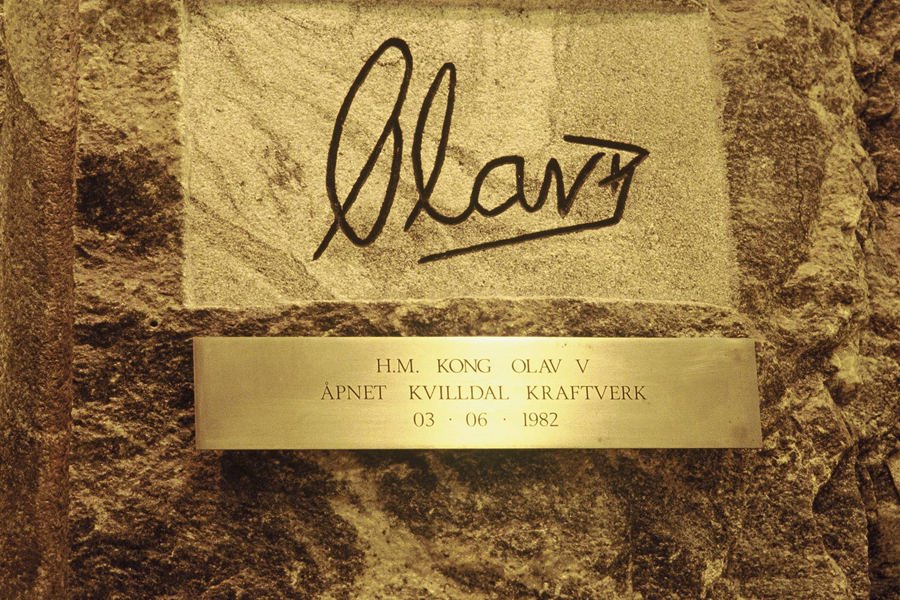 Olav
H.M. KONG OLAV V
ÅPNET KVILLDAL KRAFTVERK
03 · 06 · 1982